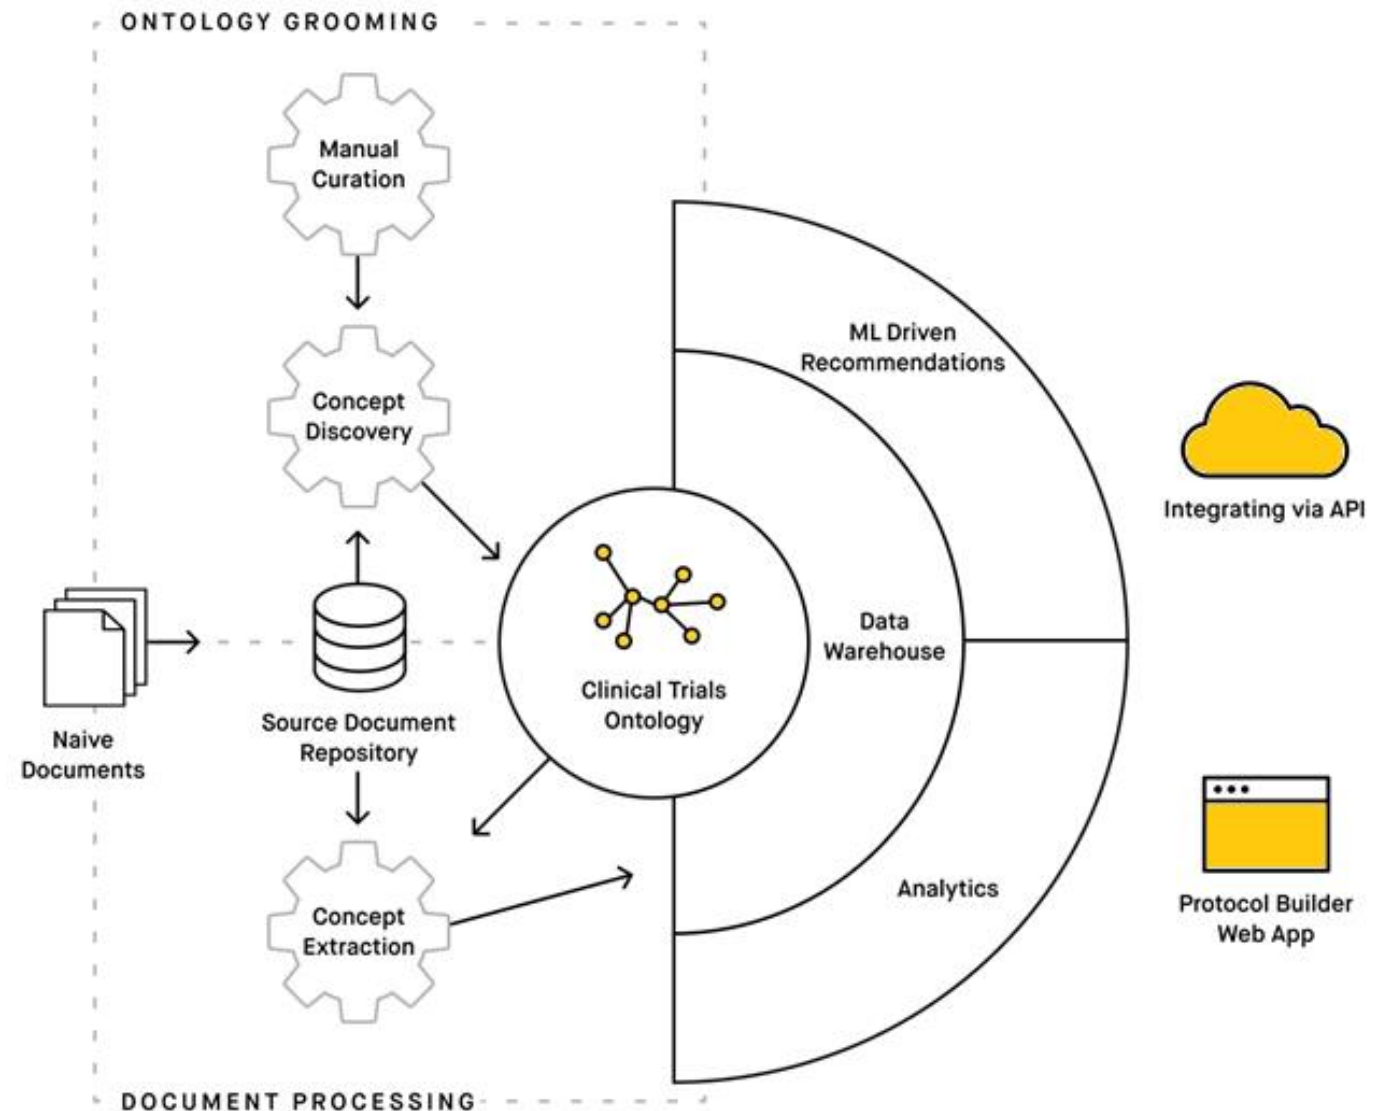 ONTOLOGY GROOMING
Manual
Curation
Concept
Discovery
Naive
Documents
Source Document
Repository
Concept
Extraction
Clinical Trials
Ontology
ML Driven
Recommendations
Data
Warehouse
Analytics
Integrating via API
Protocol Builder
Web App
DOCUMENT PROCESSING